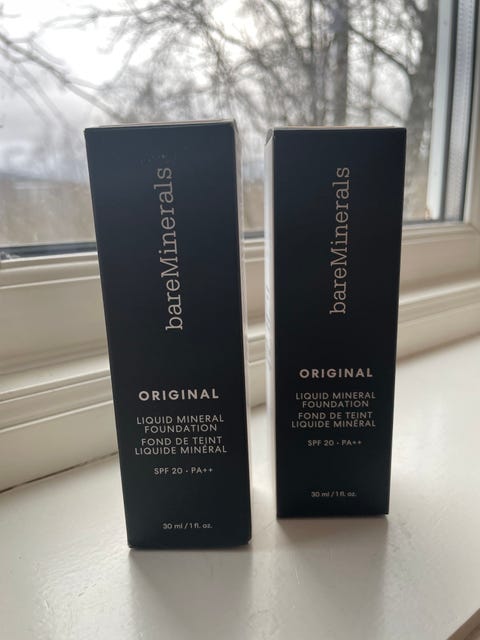 bareMinerals
ORIGINAL
LIQUID MINERAL
FOUNDATION
FOND DE TEINT
LIQUIDE MINÉRAL
SPF 20 · PA++
30 ml / 1 fl. oz.
bareMinerals
ORIGINAL
LIQUID MINERAL
FOUNDATION
FOND DE TEINT
LIQUIDE MINÉRAL
SPF 20 · PA++
30 ml / 1 fl. oz.